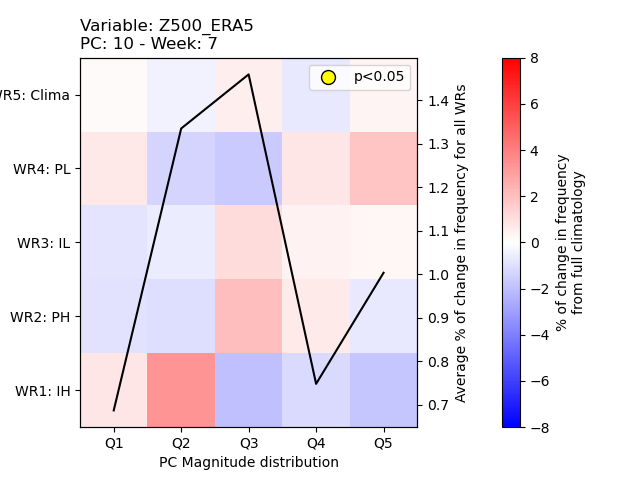 Variable: Z500_ERA5
PC: 10 - Week: 7
p<0.05
WR5: Clima
WR4: PL
WR3: IL
WR2: PH
WR1: IH
Q1 Q2 Q3 Q4 Q5
PC Magnitude distribution
1.4
1.3
1.2
1.1
1.0
0.9
0.8
0.7
Average % of change in frequency for all WRs
8
6
4
2
0
−2
−4
−6
−8
% of change in frequency
from full climatology